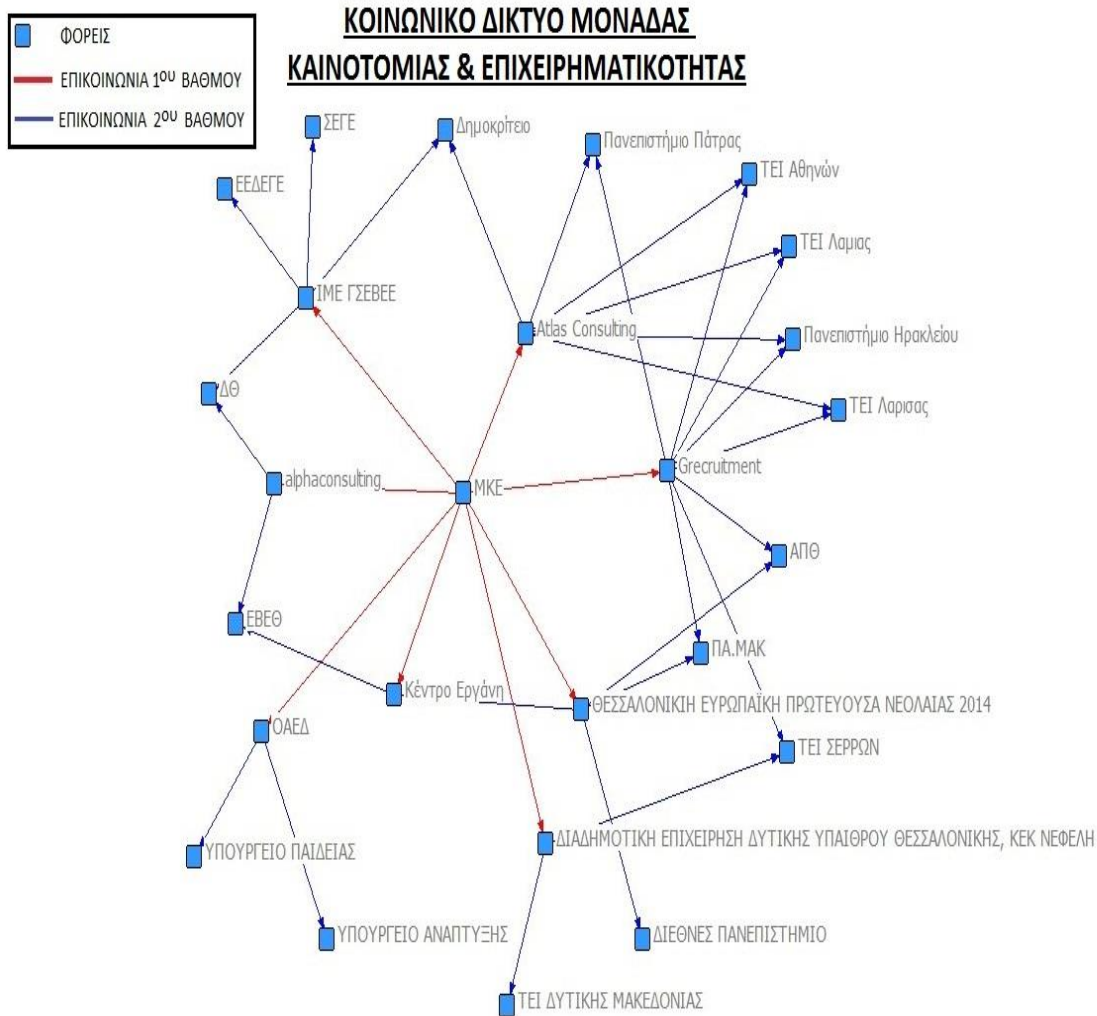 ΚΟΙΝΩΝΙΚΟ ΔΙΚΤΥΟ ΜΟΝΑΔΑΣ
ΚΑΙΝΟΤΟΜΙΑΣ & ΕΠΙΧΕΙΡΗΜΑΤΙΚΟΤΗΤΑΣ
ΦΟΡΕΙΣ
ΕΠΙΚΟΙΝΩΝΙΑ 1ου ΒΑΘΜΟΥ
ΕΠΙΚΟΙΝΩΝΙΑ 2ου ΒΑΘΜΟΥ
ΣΕΓΕ
Δημοκρίτειο
Πανεπιστήμιο Πάτρας
ΤΕΙ Αθηνών
ΕΕΔΕΓΕ
ΤΕΙ Λαμιας
ΙΜΕ ΓΣΕΒΕΕ
Atlas Consulting
Πανεπιστήμιο Ηρακλείου
ΔΘ
ΤΕΙ Λαρισας
Grecruitment
alphaconsulting
ΜΚΕ
ΑΠΘ
ΕΒΕΘ
ΠΑ.ΜΑΚ
Κέντρο Εργάνη
ΘΕΣΣΑΛΟΝΙΚΙΗ ΕΥΡΩΠΑΪΚΗ ΠΡΩΤΕΥΟΥΣΑ ΝΕΟΛΑΙΑΣ 2014
ΟΑΕΔ
ΤΕΙ ΣΕΡΡΩΝ
ΔΙΑΔΗΜΟΤΙΚΗ ΕΠΙΧΕΙΡΗΣΗ ΔΥΤΙΚΗΣ ΥΠΑΙΘΡΟΥ ΘΕΣΣΑΛΟΝΙΚΗΣ, ΚΕΚ ΝΕΦΕΛΗ
ΥΠΟΥΡΓΕΙΟ ΠΑΙΔΕΙΑΣ
ΥΠΟΥΡΓΕΙΟ ΑΝΑΠΤΥΞΗΣ
ΔΙΕΘΝΕΣ ΠΑΝΕΠΙΣΤΗΜΙΟ
ΤΕΙ ΔΥΤΙΚΗΣ ΜΑΚΕΔΟΝΙΑΣ